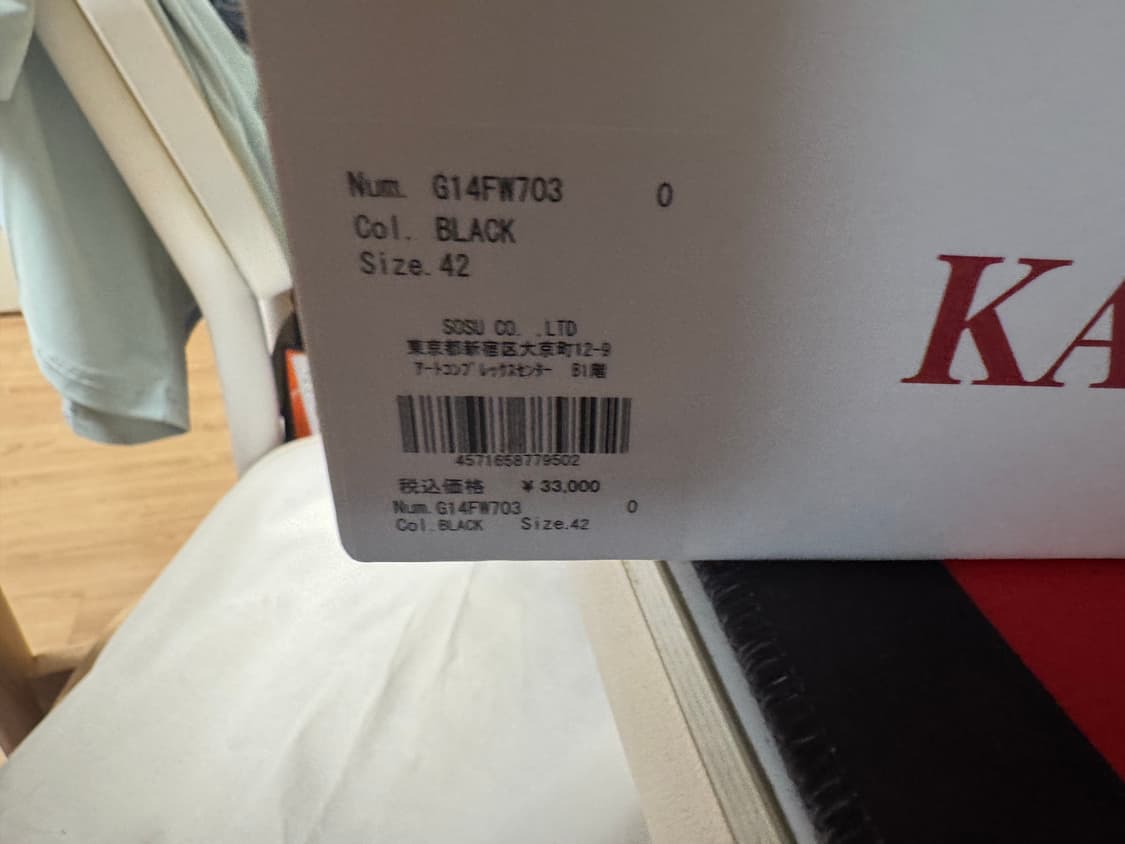 Num. G14FW703 0
Col. BLACK
Size. 42
SOSU CO. ,LTD
東京都新宿区大京町12-9
アートコンプレックスセンター B1階
4571658779502
税込価格 ¥ 33,000
Num. G14FW703 0
Col. BLACK Size.42
KA